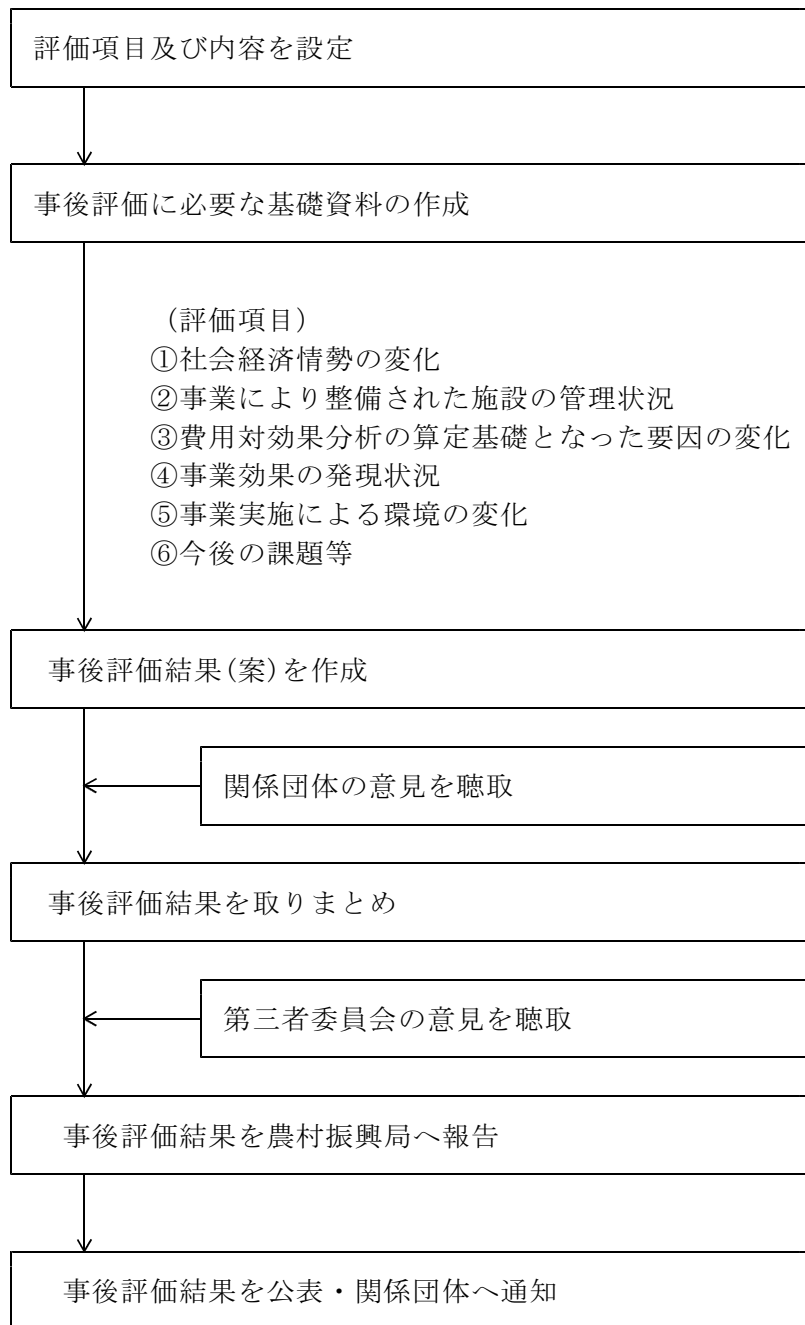 評価項目及び内容を設定
事後評価に必要な基礎資料の作成
（評価項目）
①社会経済情勢の変化
②事業により整備された施設の管理状況
③費用対効果分析の算定基礎となった要因の変化
④事業効果の発現状況
⑤事業実施による環境の変化
⑥今後の課題等
事後評価結果(案)を作成
関係団体の意見を聴取
事後評価結果を取りまとめ
第三者委員会の意見を聴取
事後評価結果を農村振興局へ報告
事後評価結果を公表・関係団体へ通知